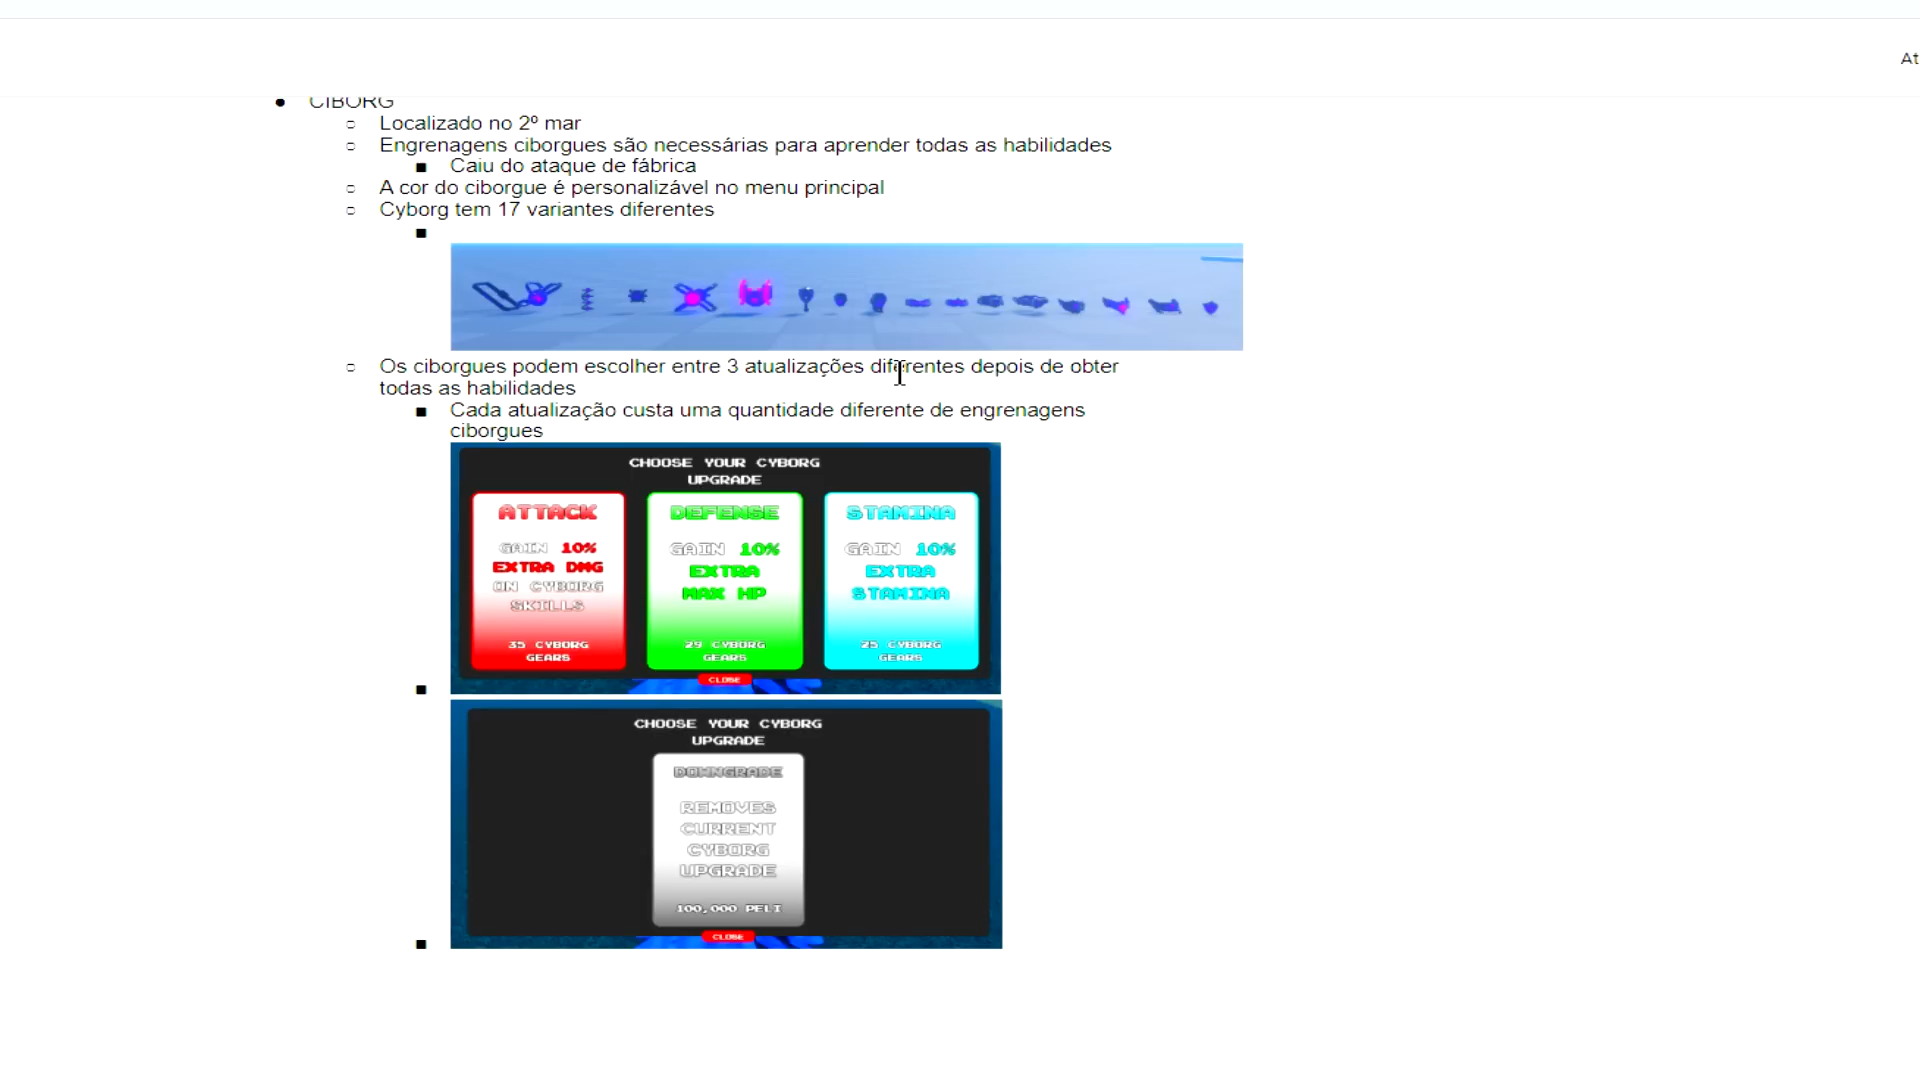 At
CIBORG
Localizado no 2º mar
Engrenagens ciborgues são necessárias para aprender todas as habilidades
Caiu do ataque de fábrica
A cor do ciborgue é personalizável no menu principal
Cyborg tem 17 variantes diferentes
Os ciborgues podem escolher entre 3 atualizações diferentes depois de obter
todas as habilidades
Cada atualização custa uma quantidade diferente de engrenagens
ciborgues
CHOOSE YOUR CYBORG
UPGRADE
ATTACK
GAIN 10%
EXTRA DMG
ON CYBORG
SKILLS
35 CYBORG
GEARS
DEFENSE
GAIN 10%
EXTRA
MAX HP
29 CYBORG
GEARS
STAMINA
GAIN 10%
EXTRA
STAMINA
25 CYBORG
GEARS
CLOSE
CHOOSE YOUR CYBORG
UPGRADE
DOWNGRADE
REMOVES
CURRENT
CYBORG
UPGRADE
100,000 PELI
CLOSE